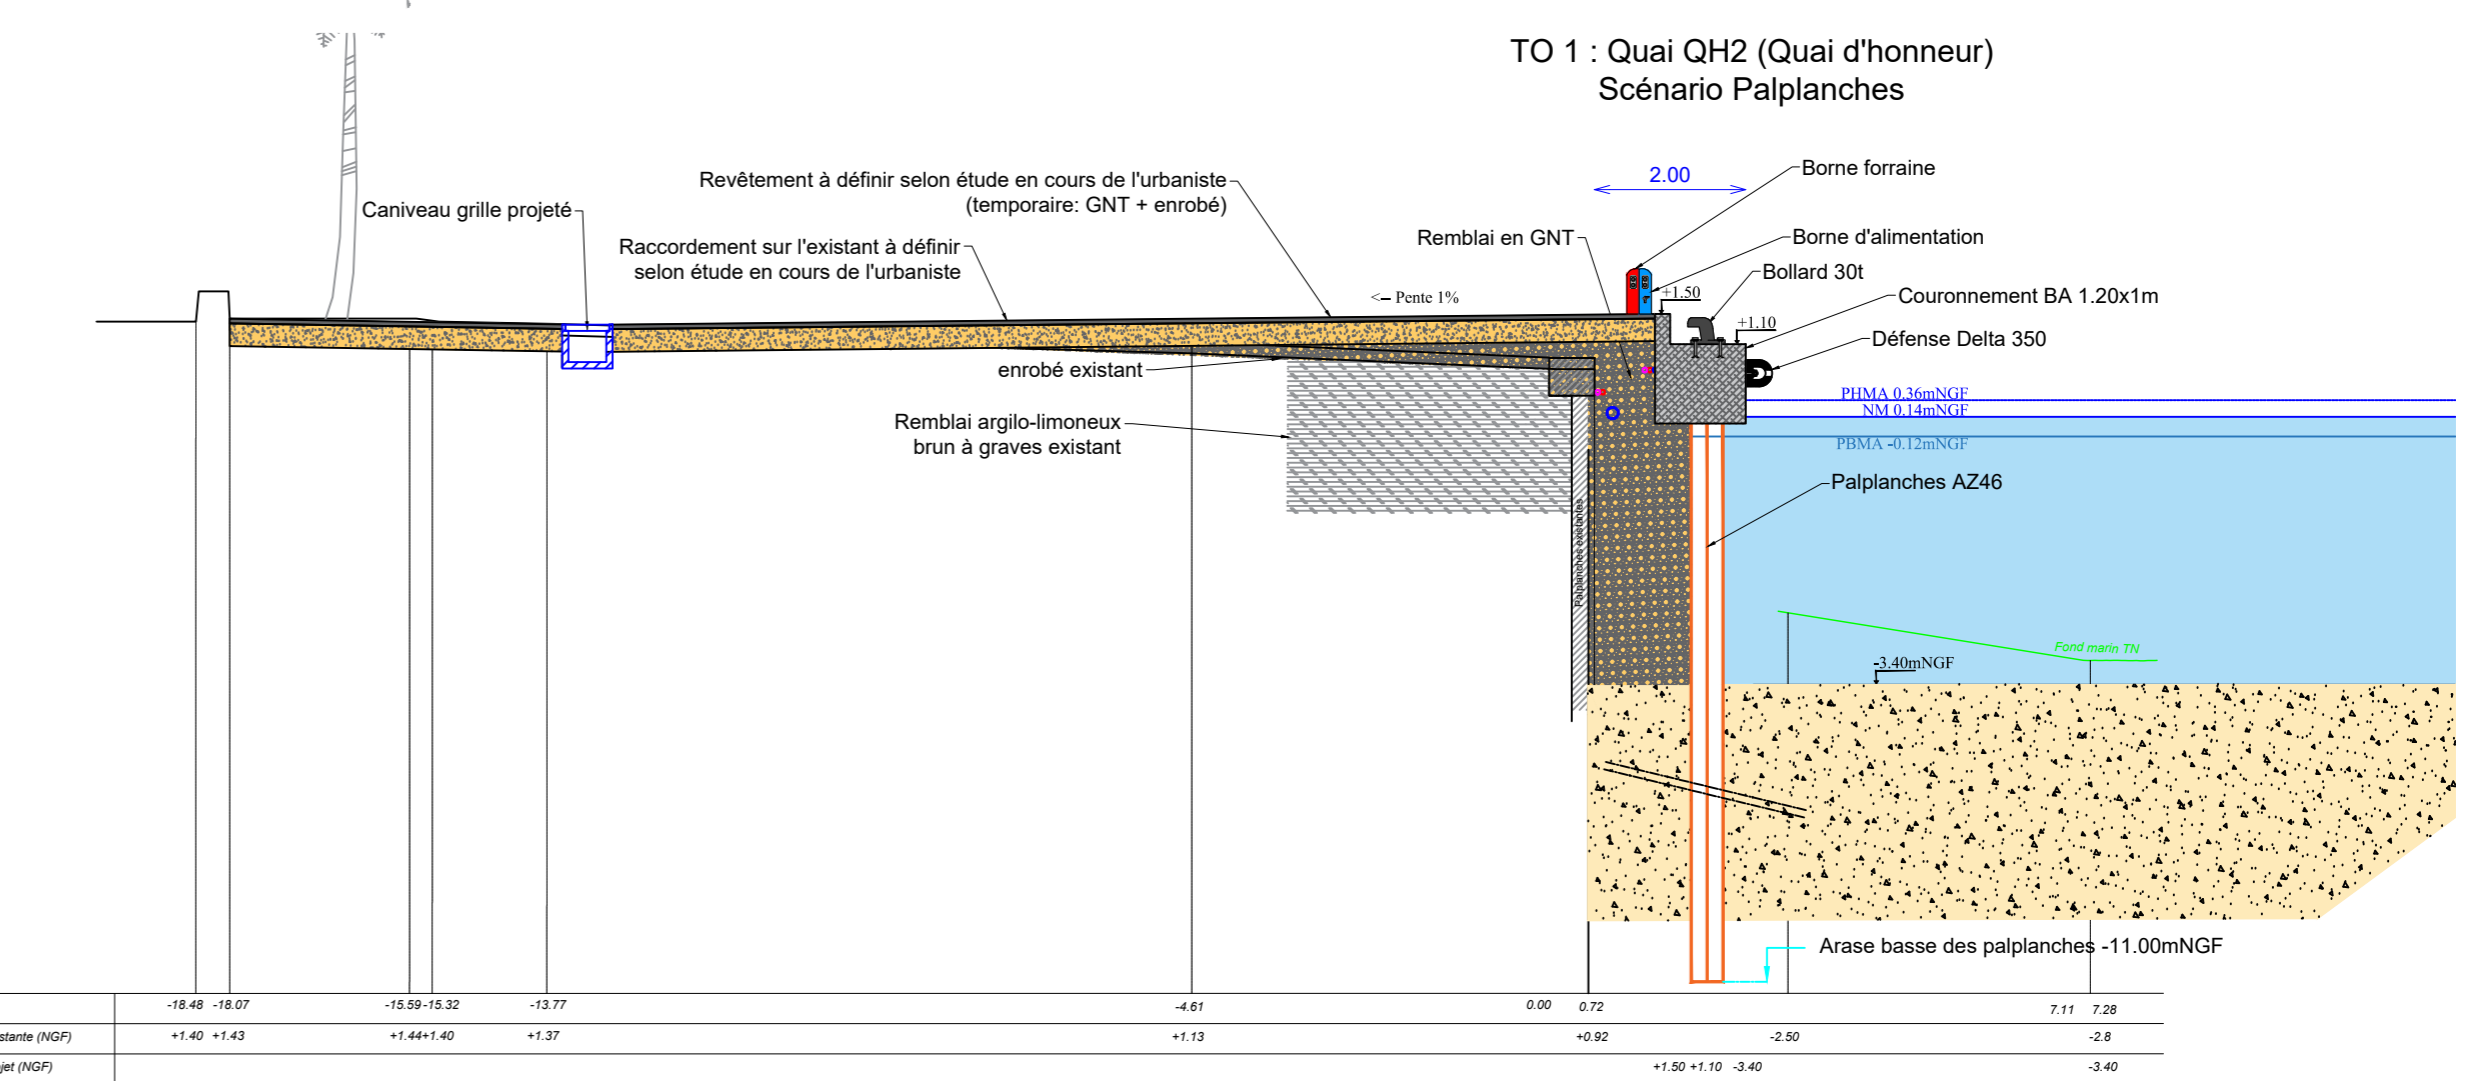 TO 1 : Quai QH2 (Quai d'honneur)
Scénario Palplanches
Borne forraine
2.00
Revêtement à définir selon étude en cours de l'urbaniste
(temporaire: GNT + enrobé)
Caniveau grille projeté
Raccordement sur l'existant à définir
selon étude en cours de l'urbaniste
Remblai en GNT
Borne d'alimentation
Bollard 30t
<– Pente 1%
+1.50
Couronnement BA 1.20x1m
+1.10
Défense Delta 350
enrobé existant
PHMA 0.36mNGF
NM 0.14mNGF
PBMA -0.12mNGF
Remblai argilo-limoneux
brun à graves existant
Palplanches AZ46
Palplanches existantes
Fond marin TN
-3.40mNGF
Arase basse des palplanches -11.00mNGF
-18.48 -18.07 -15.59 -15.32 -13.77 -4.61 0.00 0.72 7.11 7.28
stante (NGF) +1.40 +1.43 +1.44 +1.40 +1.37 +1.13 +0.92 -2.50 -2.8
jet (NGF) +1.50 +1.10 -3.40 -3.40